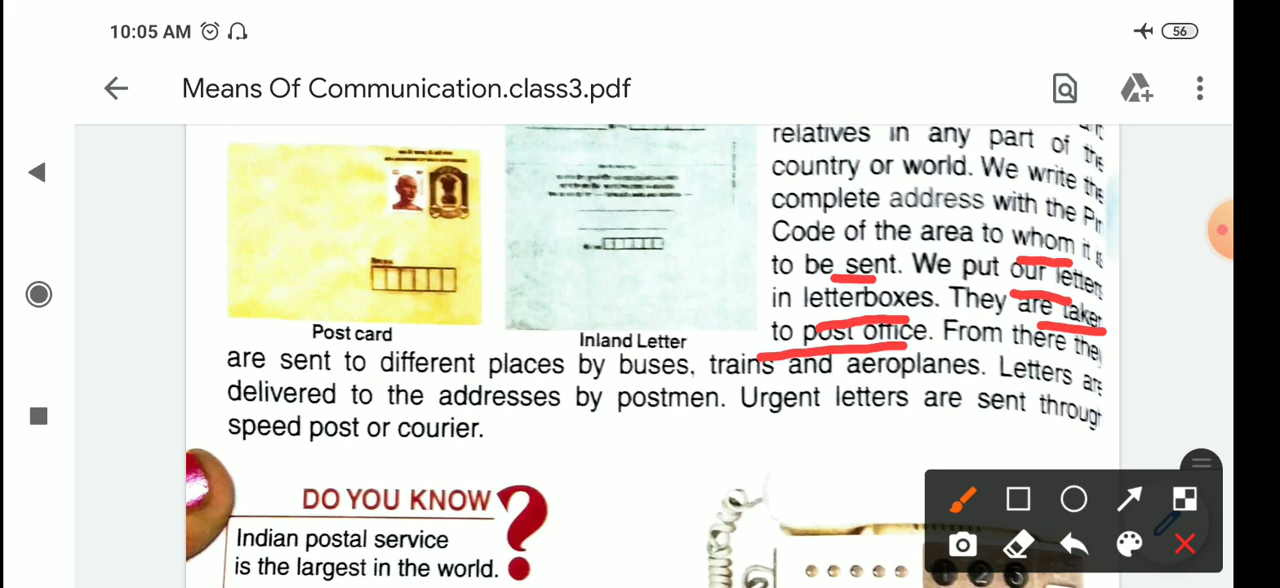 10:05 AM
56
Means Of Communication.class3.pdf
relatives in any part of the
country or world. We write the
complete address with the Pin
Code of the area to whom it is
to be sent. We put our letters
in letterboxes. They are taken
to post office. From there they
Post card
Inland Letter
are sent to different places by buses, trains and aeroplanes. Letters are
delivered to the addresses by postmen. Urgent letters are sent through
speed post or courier.
DO YOU KNOW ?
Indian postal service
is the largest in the world.
1 2 3